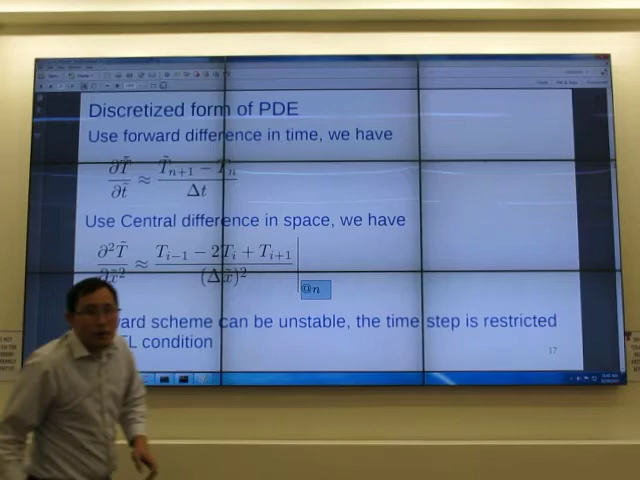 Discretized form of PDE
Use forward difference in time, we have
∂T̃/∂t̃ ≈ (T̃ₙ₊₁ − T̃ₙ)/Δt
Use Central difference in space, we have
∂²T̃/∂x̃² ≈ (Tᵢ₋₁ − 2Tᵢ + Tᵢ₊₁)/(Δx̃)² |@n
ward scheme can be unstable, the time step is restricted
condition
17